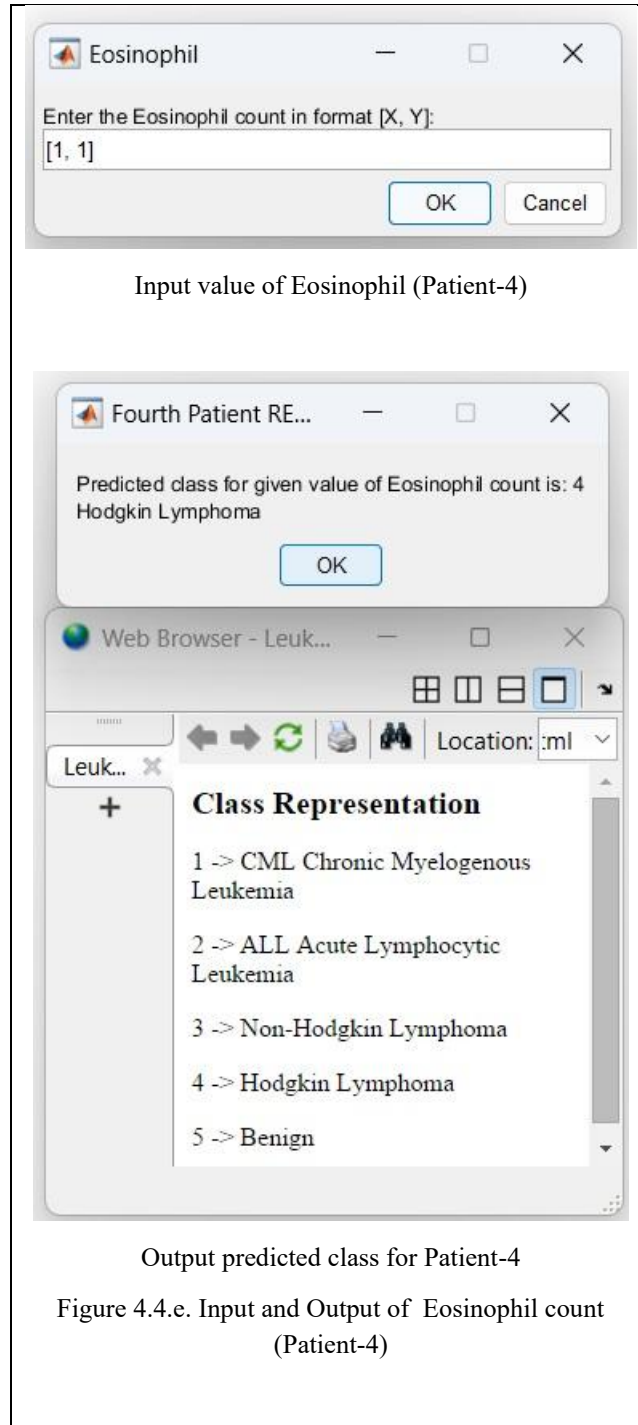 Eosinophil
Enter the Eosinophil count in format [X, Y]:
[1, 1]
OK
Cancel
Input value of Eosinophil (Patient-4)
Fourth Patient RE...
Predicted class for given value of Eosinophil count is: 4
Hodgkin Lymphoma
OK
Web Browser - Leuk...
Location: :ml
Leuk...
Class Representation
1 -> CML Chronic Myelogenous
Leukemia
2 -> ALL Acute Lymphocytic
Leukemia
3 -> Non-Hodgkin Lymphoma
4 -> Hodgkin Lymphoma
5 -> Benign
Output predicted class for Patient-4
Figure 4.4.e. Input and Output of Eosinophil count
(Patient-4)